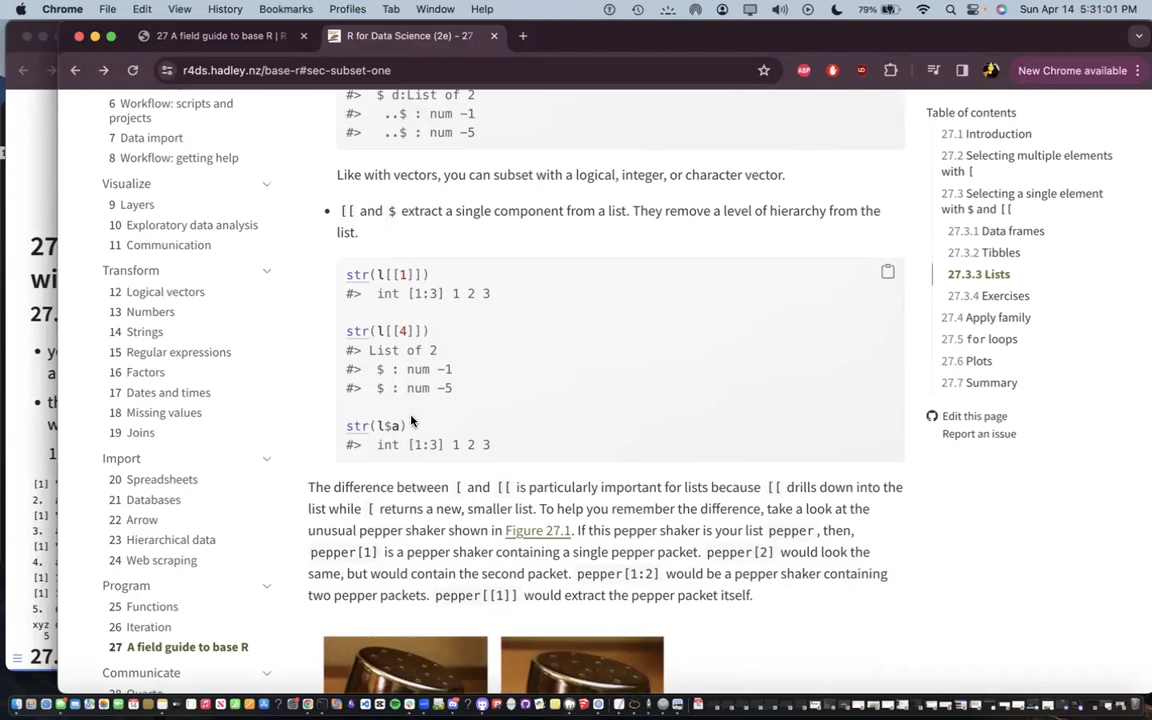 Chrome File Edit View History Bookmarks Profiles Tab Window Help 79% Sun Apr 14 5:31:01 PM
27 A field guide to base R | R
R for Data Science (2e) - 27
r4ds.hadley.nz/base-r#sec-subset-one
New Chrome available
6 Workflow: scripts and
projects
7 Data import
8 Workflow: getting help
Visualize
9 Layers
10 Exploratory data analysis
11 Communication
Transform
12 Logical vectors
13 Numbers
14 Strings
15 Regular expressions
16 Factors
17 Dates and times
18 Missing values
19 Joins
Import
20 Spreadsheets
21 Databases
22 Arrow
23 Hierarchical data
24 Web scraping
Program
25 Functions
26 Iteration
27 A field guide to base R
Communicate
#> $ d:List of 2
#> ..$ : num -1
#> ..$ : num -5
Like with vectors, you can subset with a logical, integer, or character vector.
• [[ and $ extract a single component from a list. They remove a level of hierarchy from the
list.
str(l[[1]])
#> int [1:3] 1 2 3
str(l[[4]])
#> List of 2
#> $ : num -1
#> $ : num -5
str(l$a)
#> int [1:3] 1 2 3
The difference between [ and [[ is particularly important for lists because [[ drills down into the
list while [ returns a new, smaller list. To help you remember the difference, take a look at the
unusual pepper shaker shown in Figure 27.1. If this pepper shaker is your list pepper, then,
pepper[1] is a pepper shaker containing a single pepper packet. pepper[2] would look the
same, but would contain the second packet. pepper[1:2] would be a pepper shaker containing
two pepper packets. pepper[[1]] would extract the pepper packet itself.
Table of contents
27.1 Introduction
27.2 Selecting multiple elements
with [
27.3 Selecting a single element
with $ and [[
27.3.1 Data frames
27.3.2 Tibbles
27.3.3 Lists
27.3.4 Exercises
27.4 Apply family
27.5 for loops
27.6 Plots
27.7 Summary
Edit this page
Report an issue
27
wi
27.
• y
a
• th
w
1
#> [
2.
[1] "
3.
[1] "
4.
[1]
5.
xyz
5
27.